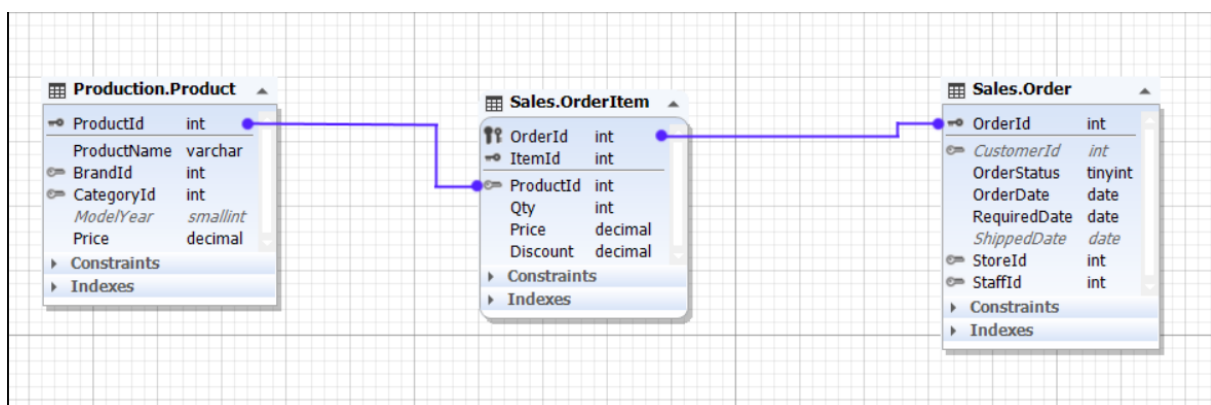 Production.Product
ProductId int
ProductName varchar
BrandId int
CategoryId int
ModelYear smallint
Price decimal
Constraints
Indexes
Sales.OrderItem
OrderId int
ItemId int
ProductId int
Qty int
Price decimal
Discount decimal
Constraints
Indexes
Sales.Order
OrderId int
CustomerId int
OrderStatus tinyint
OrderDate date
RequiredDate date
ShippedDate date
StoreId int
StaffId int
Constraints
Indexes